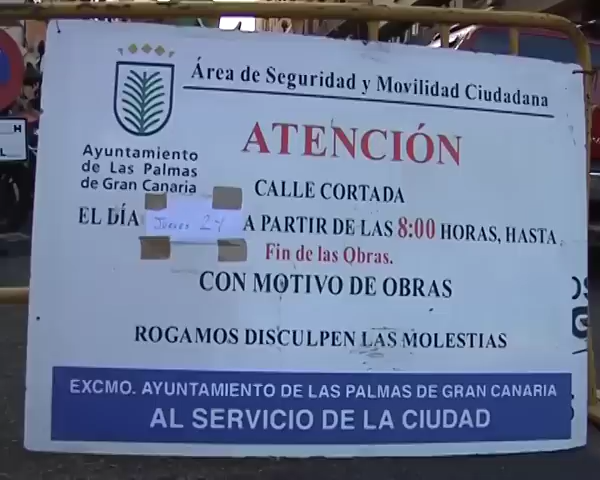 Área de Seguridad y Movilidad Ciudadana
Ayuntamiento
de Las Palmas
de Gran Canaria
ATENCIÓN
CALLE CORTADA
EL DÍA Jueves 24 A PARTIR DE LAS 8:00 HORAS, HASTA
Fin de las Obras.
CON MOTIVO DE OBRAS
ROGAMOS DISCULPEN LAS MOLESTIAS
EXCMO. AYUNTAMIENTO DE LAS PALMAS DE GRAN CANARIA
AL SERVICIO DE LA CIUDAD